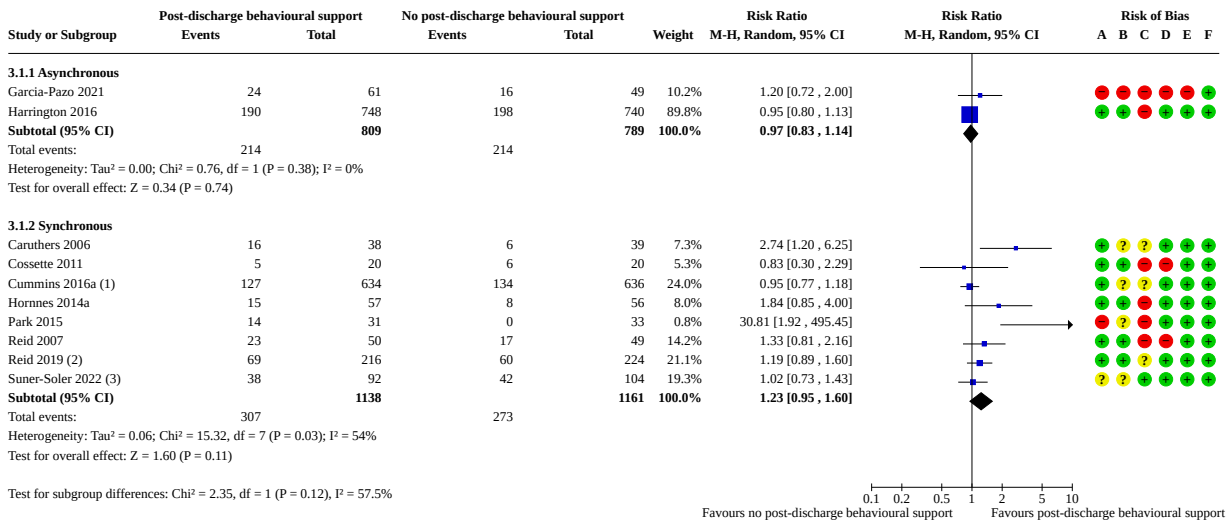 Post-discharge behavioural support No post-discharge behavioural support Risk Ratio Risk Ratio Risk of Bias
Study or Subgroup Events Total Events Total Weight M-H, Random, 95% CI M-H, Random, 95% CI A B C D E F
3.1.1 Asynchronous
Garcia-Pazo 2021 24 61 16 49 10.2% 1.20 [0.72 , 2.00] − − − − − +
Harrington 2016 190 748 198 740 89.8% 0.95 [0.80 , 1.13] + + − + + +
Subtotal (95% CI) 809 789 100.0% 0.97 [0.83 , 1.14]
Total events: 214 214
Heterogeneity: Tau² = 0.00; Chi² = 0.76, df = 1 (P = 0.38); I² = 0%
Test for overall effect: Z = 0.34 (P = 0.74)
3.1.2 Synchronous
Caruthers 2006 16 38 6 39 7.3% 2.74 [1.20 , 6.25] + ? ? + + +
Cossette 2011 5 20 6 20 5.3% 0.83 [0.30 , 2.29] + + − − + +
Cummins 2016a (1) 127 634 134 636 24.0% 0.95 [0.77 , 1.18] + ? ? + + +
Hornnes 2014a 15 57 8 56 8.0% 1.84 [0.85 , 4.00] + + − + + +
Park 2015 14 31 0 33 0.8% 30.81 [1.92 , 495.45] − ? − + + +
Reid 2007 23 50 17 49 14.2% 1.33 [0.81 , 2.16] + + − − + +
Reid 2019 (2) 69 216 60 224 21.1% 1.19 [0.89 , 1.60] + + ? + + +
Suner-Soler 2022 (3) 38 92 42 104 19.3% 1.02 [0.73 , 1.43] ? ? + + + +
Subtotal (95% CI) 1138 1161 100.0% 1.23 [0.95 , 1.60]
Total events: 307 273
Heterogeneity: Tau² = 0.06; Chi² = 15.32, df = 7 (P = 0.03); I² = 54%
Test for overall effect: Z = 1.60 (P = 0.11)
Test for subgroup differences: Chi² = 2.35, df = 1 (P = 0.12), I² = 57.5%
0.1 0.2 0.5 1 2 5 10
Favours no post-discharge behavioural support Favours post-discharge behavioural support